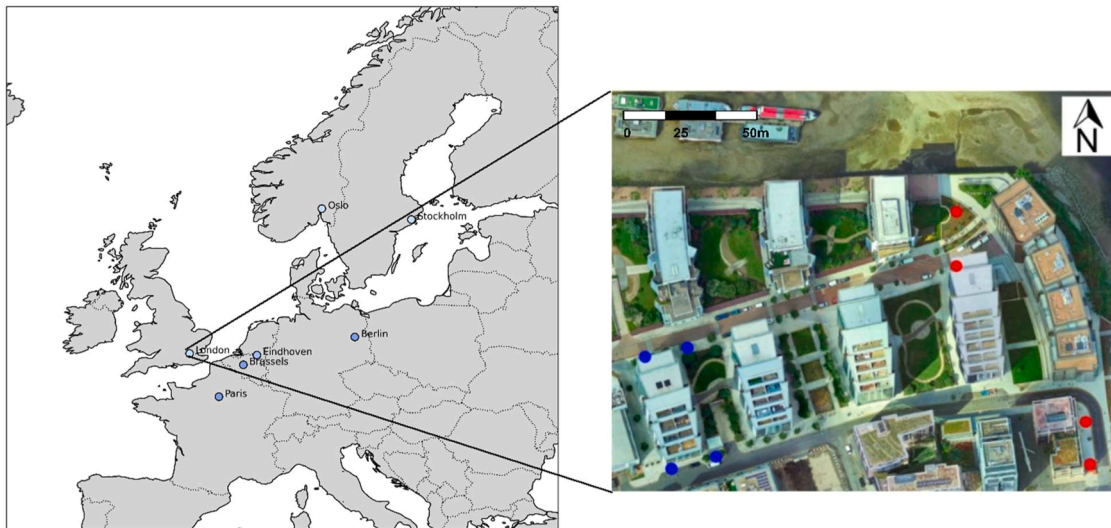 Oslo
Stockholm
London
Eindhoven
Brussels
Berlin
Paris
0 25 50m
N